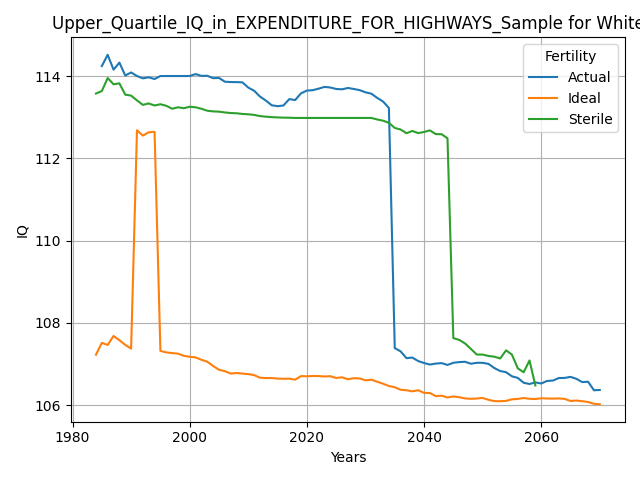 Upper_Quartile_IQ_in_EXPENDITURE_FOR_HIGHWAYS_Sample for White
Fertility
Actual
Ideal
Sterile
114
112
110
108
106
IQ
1980
2000
2020
2040
2060
Years